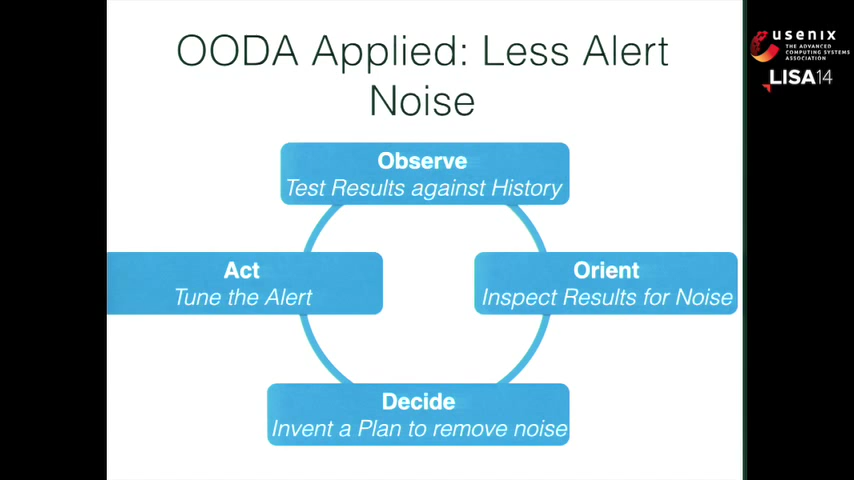 OODA Applied: Less Alert
Noise
Observe
Test Results against History
Act
Tune the Alert
Orient
Inspect Results for Noise
Decide
Invent a Plan to remove noise
usenix
THE ADVANCED
COMPUTING SYSTEMS
ASSOCIATION
LISA14